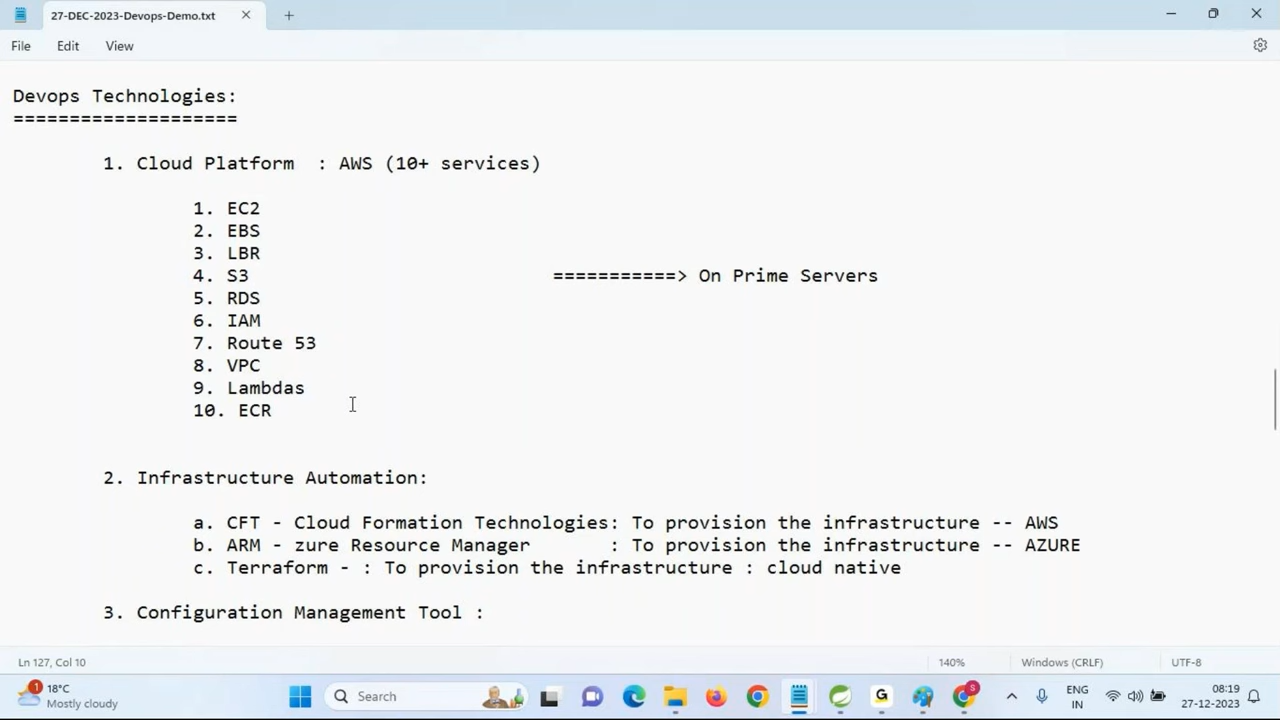 27-DEC-2023-Devops-Demo.txt
File Edit View
Devops Technologies:
====================
1. Cloud Platform : AWS (10+ services)
1. EC2
2. EBS
3. LBR
4. S3 ===========> On Prime Servers
5. RDS
6. IAM
7. Route 53
8. VPC
9. Lambdas
10. ECR
2. Infrastructure Automation:
a. CFT - Cloud Formation Technologies: To provision the infrastructure -- AWS
b. ARM - zure Resource Manager : To provision the infrastructure -- AZURE
c. Terraform - : To provision the infrastructure : cloud native
3. Configuration Management Tool :
Ln 127, Col 10 140% Windows (CRLF) UTF-8
1 18°C
Mostly cloudy
Search
G
S
ENG
IN
08:19
27-12-2023